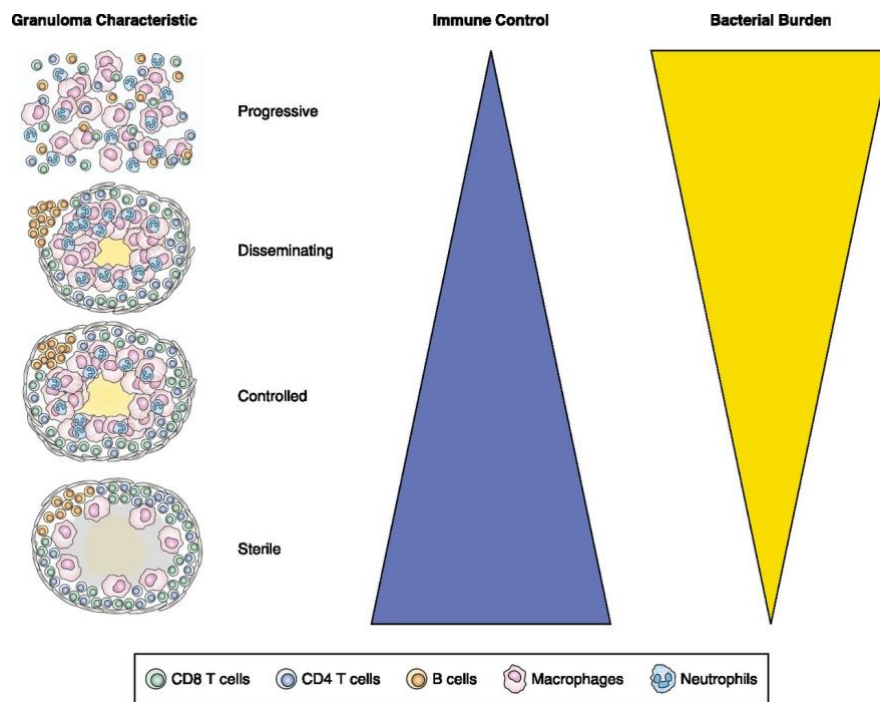 Granuloma Characteristic
Immune Control
Bacterial Burden
Progressive
Disseminating
Controlled
Sterile
CD8 T cells
CD4 T cells
B cells
Macrophages
Neutrophils